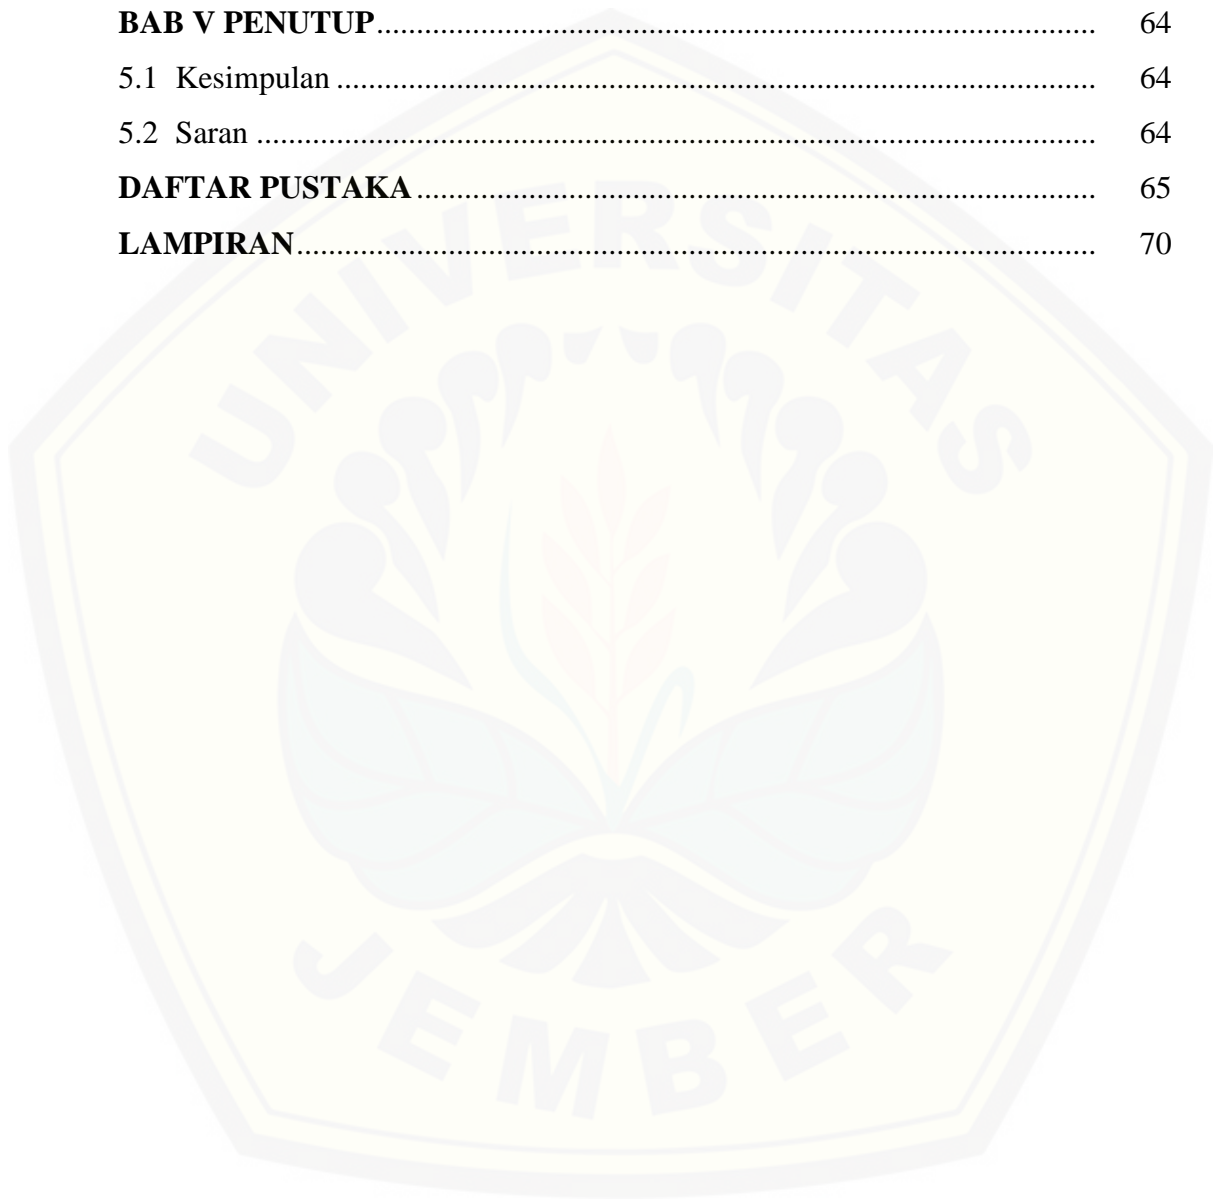 BAB V PENUTUP........................................................................................... 64
5.1 Kesimpulan ............................................................................................... 64
5.2 Saran ......................................................................................................... 64
DAFTAR PUSTAKA ..................................................................................... 65
LAMPIRAN.................................................................................................... 70
UNIVERSITAS
JEMBER